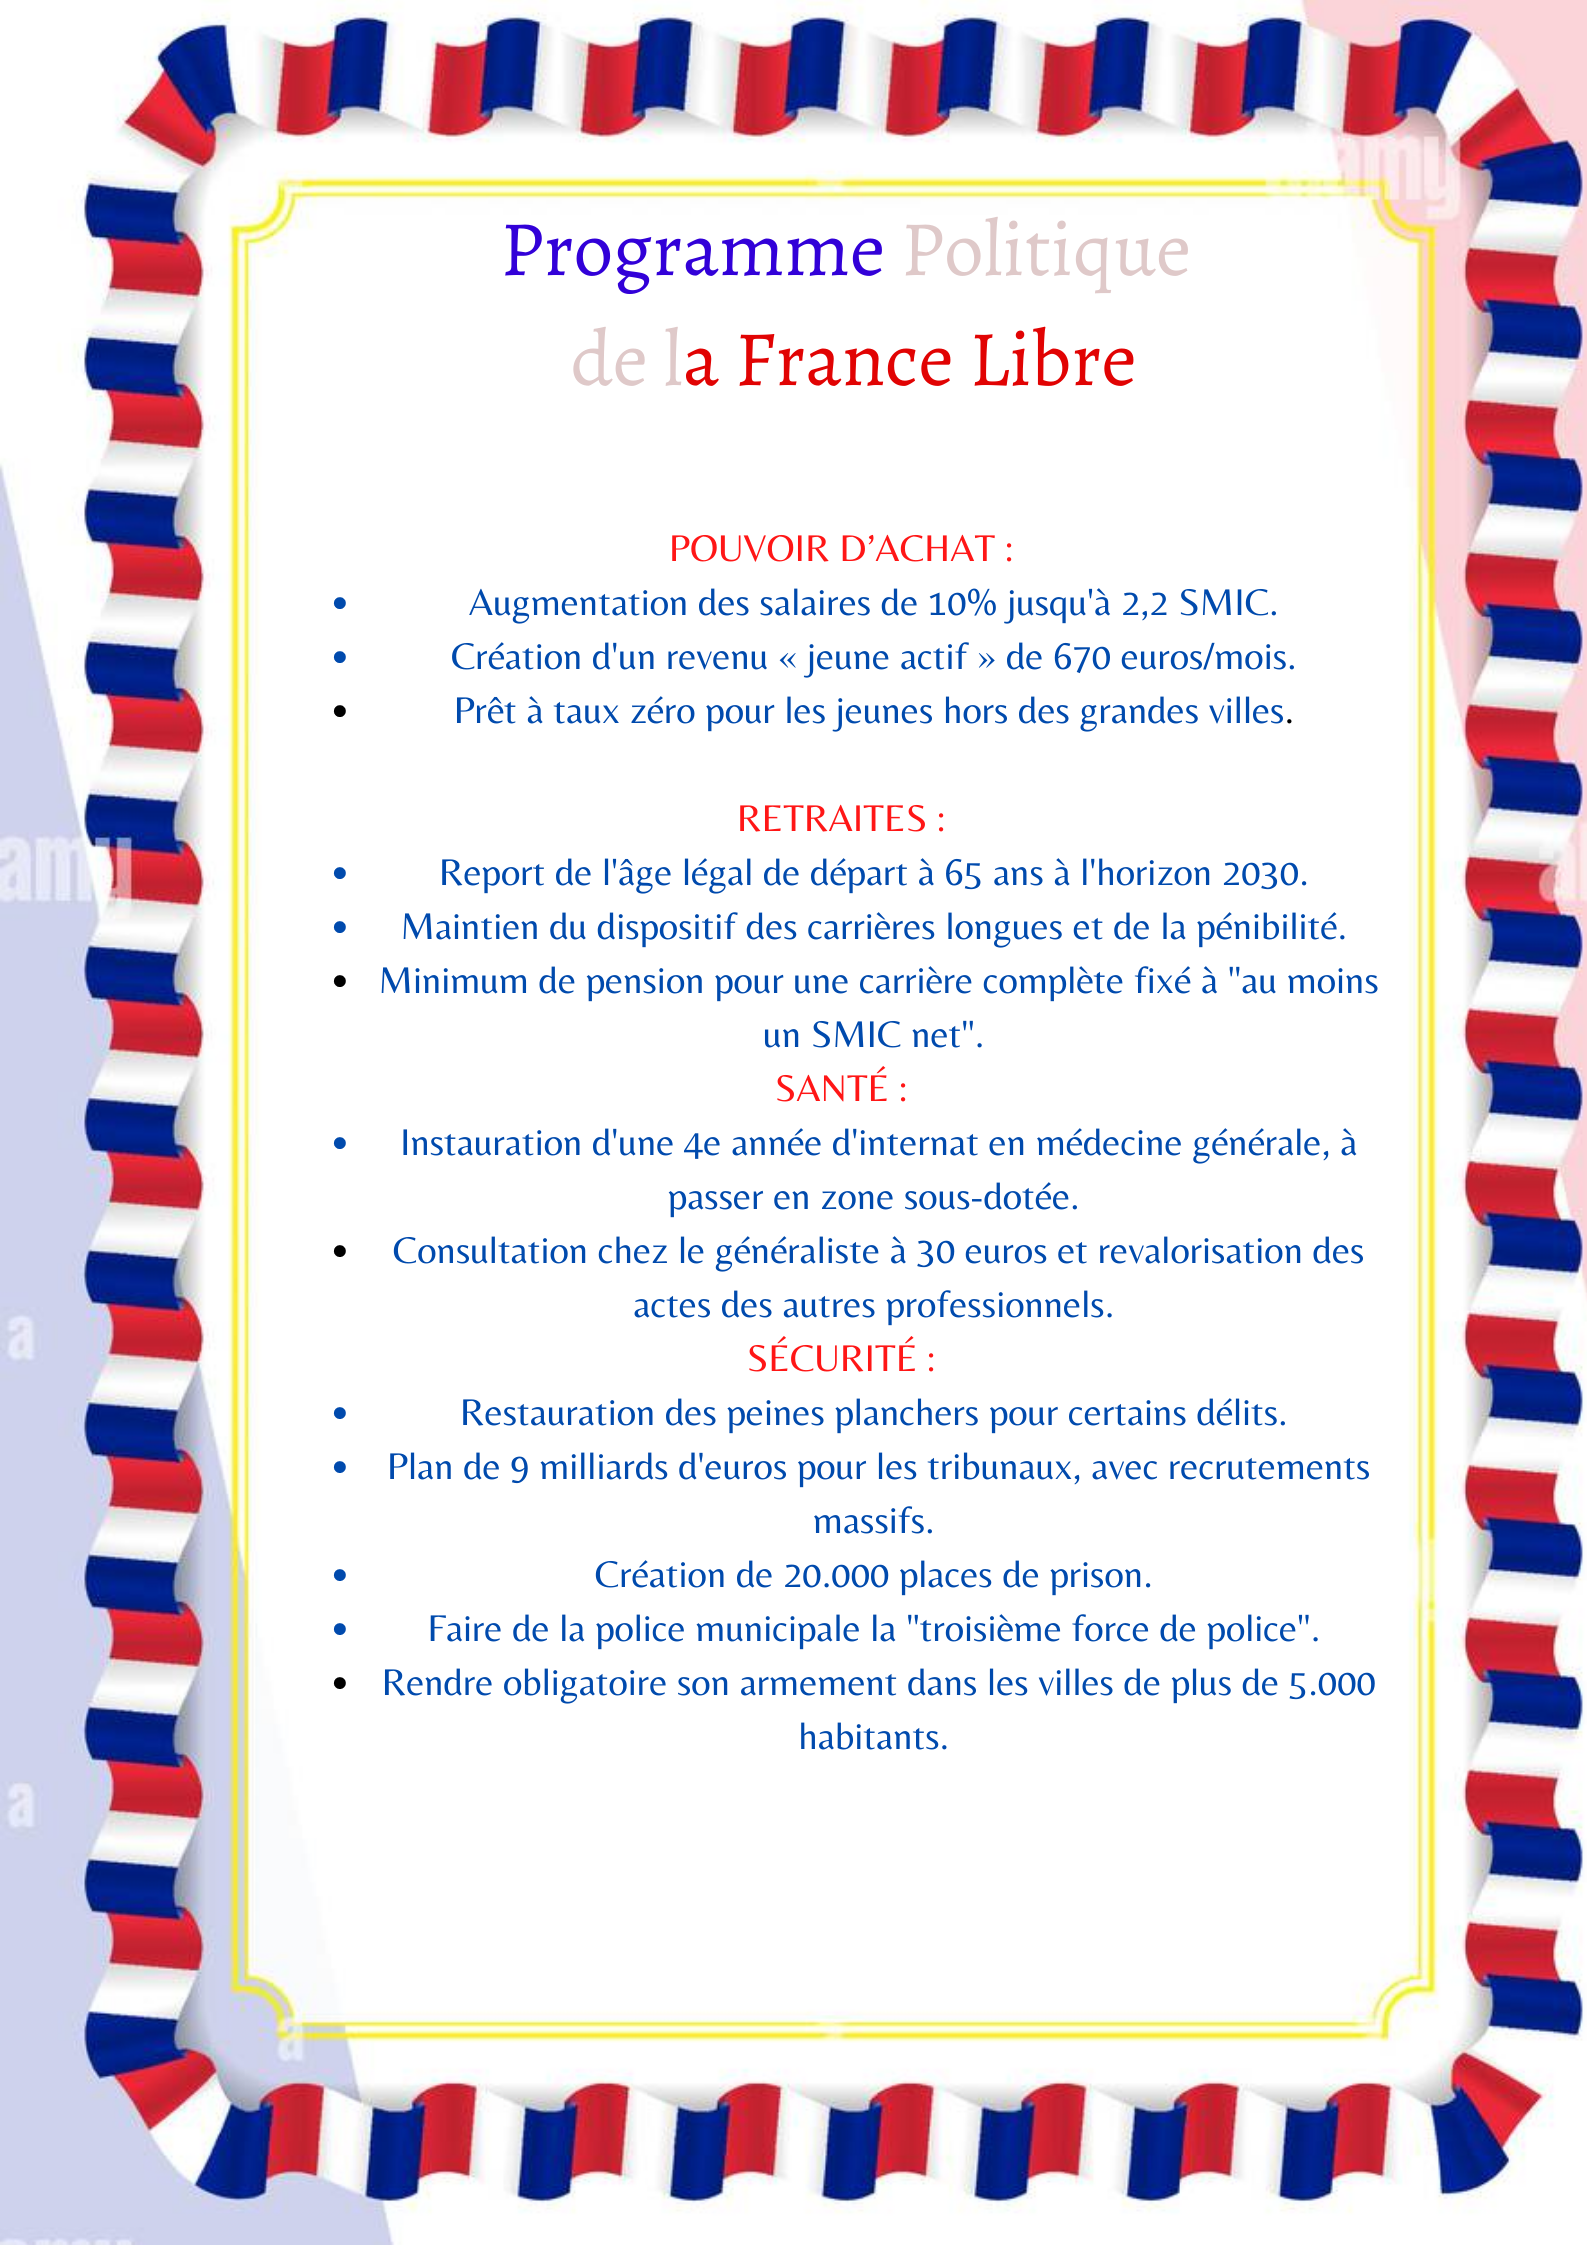 Programme Politique
de la France Libre
POUVOIR D’ACHAT :
• Augmentation des salaires de 10% jusqu'à 2,2 SMIC.
• Création d'un revenu « jeune actif » de 670 euros/mois.
• Prêt à taux zéro pour les jeunes hors des grandes villes.
RETRAITES :
• Report de l'âge légal de départ à 65 ans à l'horizon 2030.
• Maintien du dispositif des carrières longues et de la pénibilité.
• Minimum de pension pour une carrière complète fixé à "au moins
un SMIC net".
SANTÉ :
• Instauration d'une 4e année d'internat en médecine générale, à
passer en zone sous-dotée.
• Consultation chez le généraliste à 30 euros et revalorisation des
actes des autres professionnels.
SÉCURITÉ :
• Restauration des peines planchers pour certains délits.
• Plan de 9 milliards d'euros pour les tribunaux, avec recrutements
massifs.
• Création de 20.000 places de prison.
• Faire de la police municipale la "troisième force de police".
• Rendre obligatoire son armement dans les villes de plus de 5.000
habitants.
a
a
a